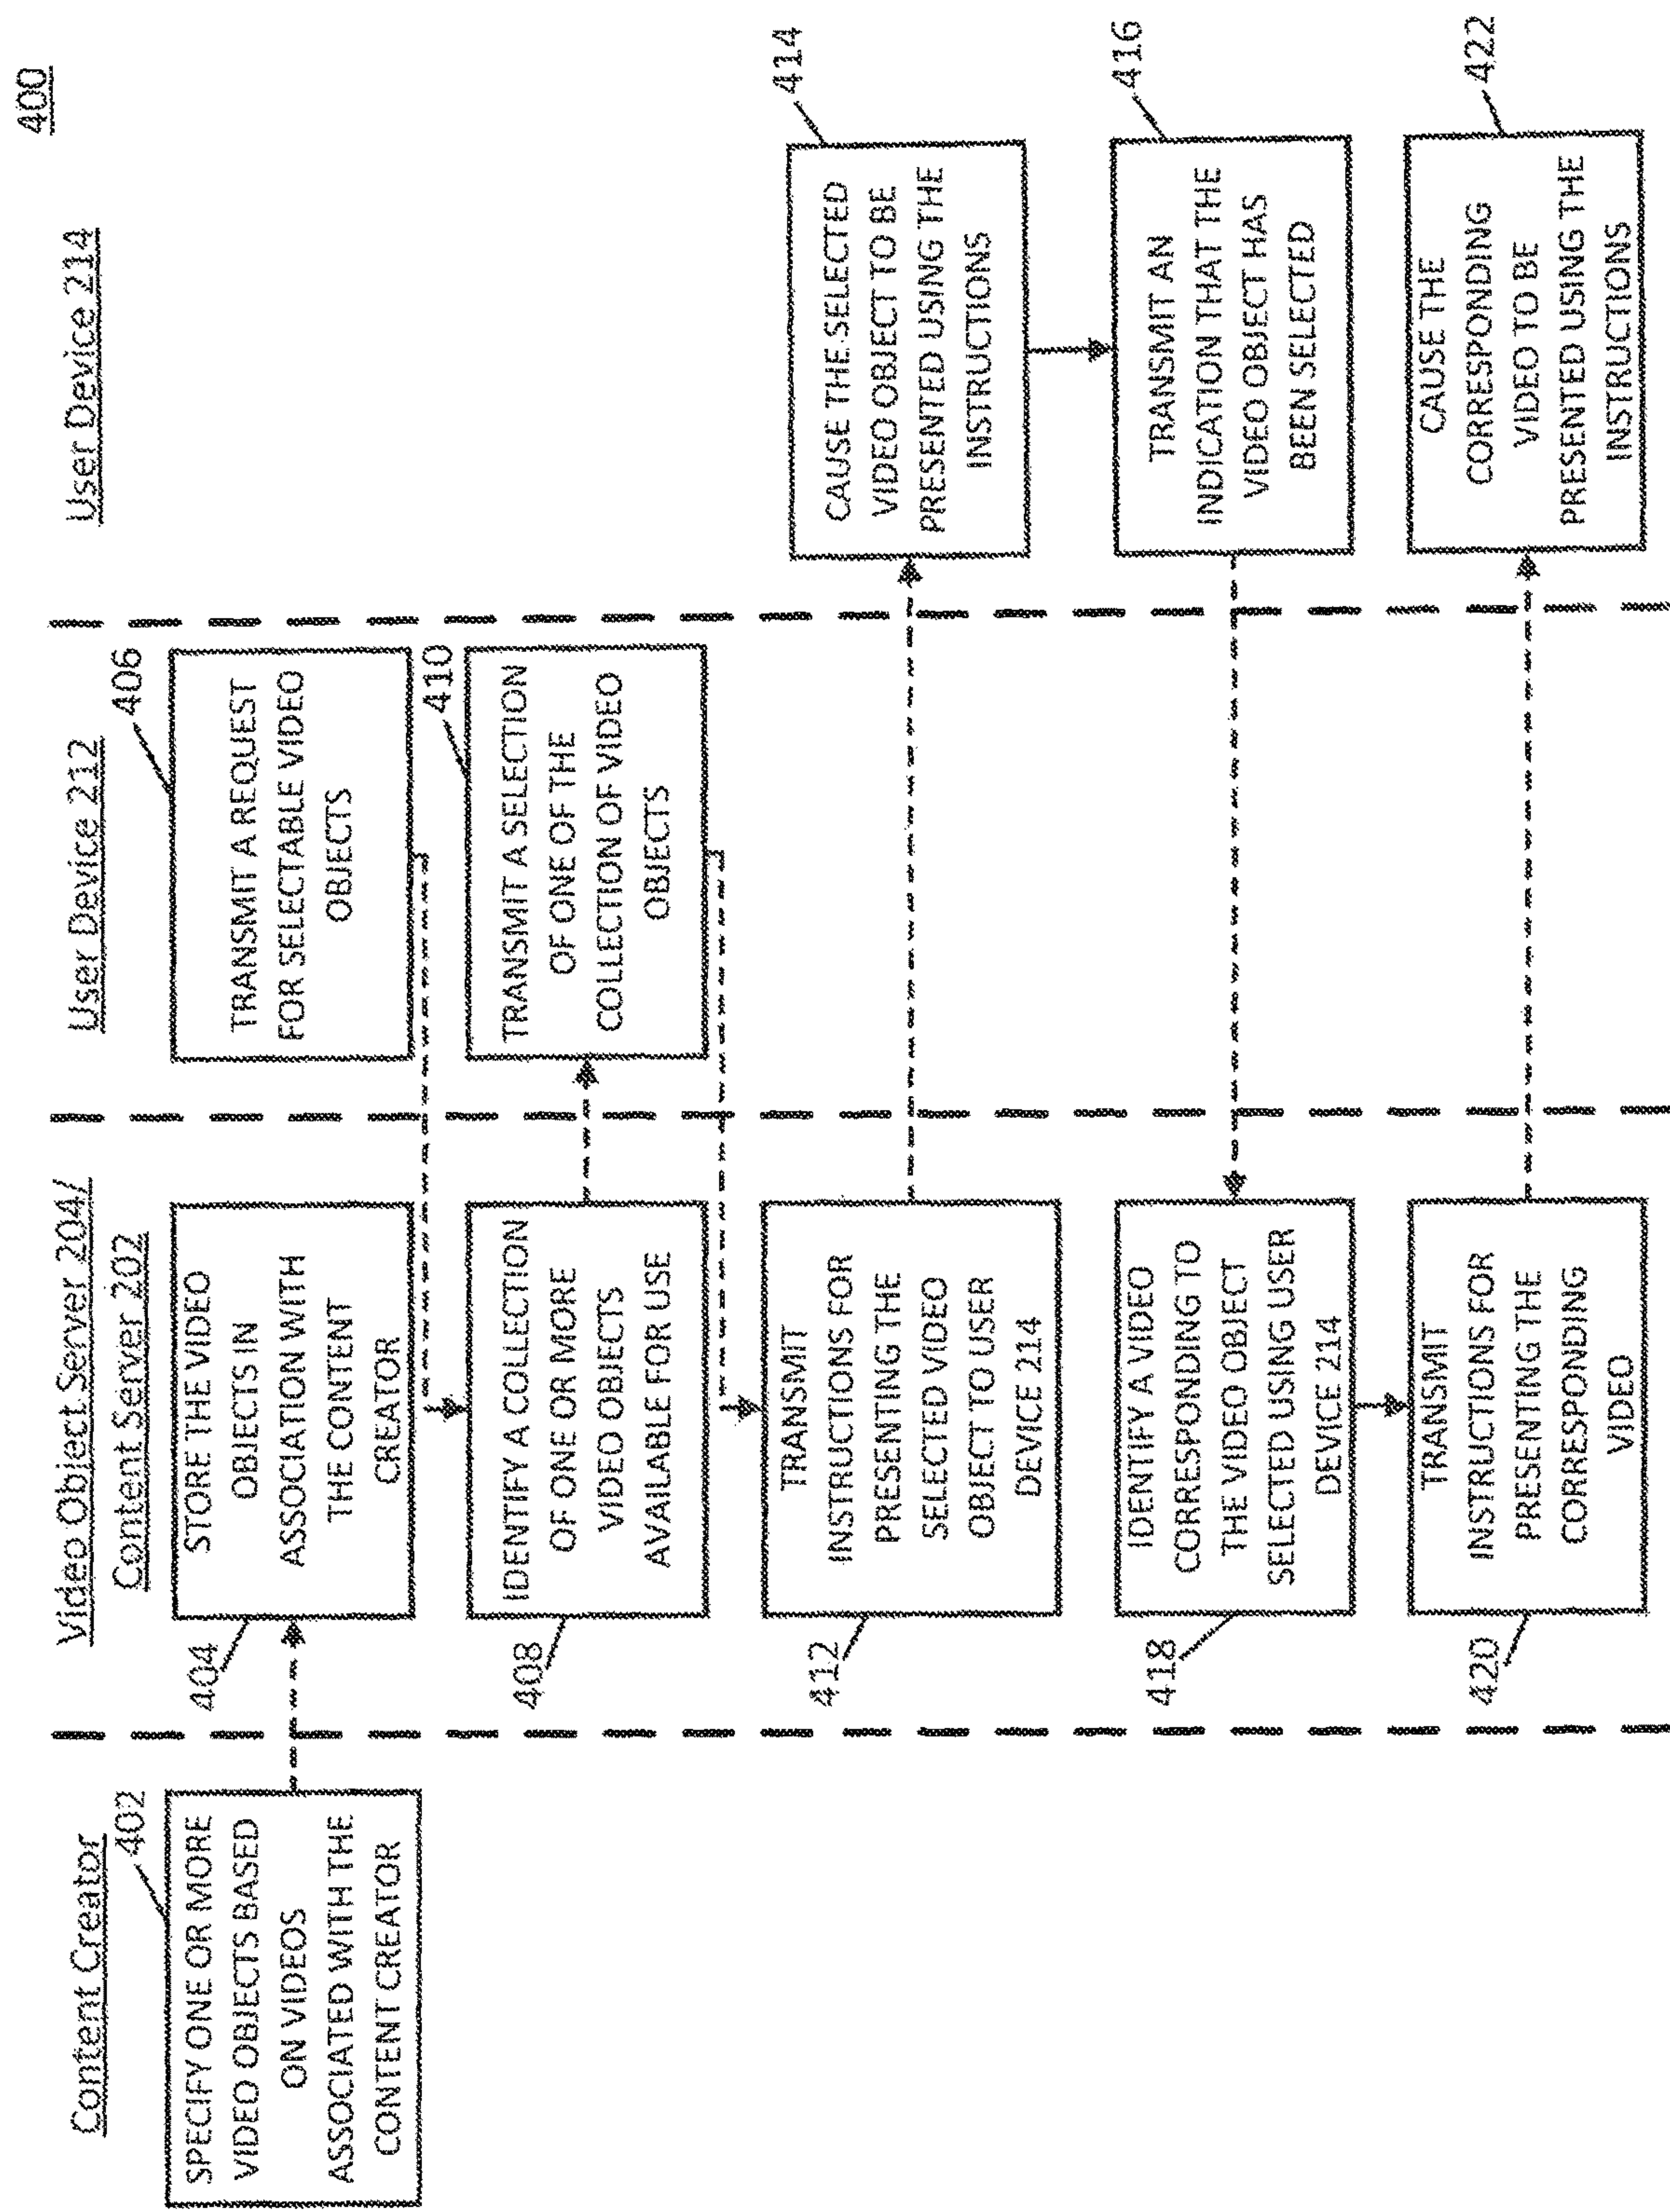 400
Content Creator
Video Object Server 204/
Content Server 202
User Device 212
User Device 214
402
SPECIFY ONE OR MORE
VIDEO OBJECTS BASED
ON VIDEOS
ASSOCIATED WITH THE
CONTENT CREATOR
404
STORE THE VIDEO
OBJECTS IN
ASSOCIATION WITH
THE CONTENT
CREATOR
406
TRANSMIT A REQUEST
FOR SELECTABLE VIDEO
OBJECTS
408
IDENTIFY A COLLECTION
OF ONE OR MORE
VIDEO OBJECTS
AVAILABLE FOR USE
410
TRANSMIT A SELECTION
OF ONE OF THE
COLLECTION OF VIDEO
OBJECTS
412
TRANSMIT
INSTRUCTIONS FOR
PRESENTING THE
SELECTED VIDEO
OBJECT TO USER
DEVICE 214
414
CAUSE THE SELECTED
VIDEO OBJECT TO BE
PRESENTED USING THE
INSTRUCTIONS
416
TRANSMIT AN
INDICATION THAT THE
VIDEO OBJECT HAS
BEEN SELECTED
418
IDENTIFY A VIDEO
CORRESPONDING TO
THE VIDEO OBJECT
SELECTED USING USER
DEVICE 214
420
TRANSMIT
INSTRUCTIONS FOR
PRESENTING THE
CORRESPONDING
VIDEO
422
CAUSE THE
CORRESPONDING
VIDEO TO BE
PRESENTED USING THE
INSTRUCTIONS